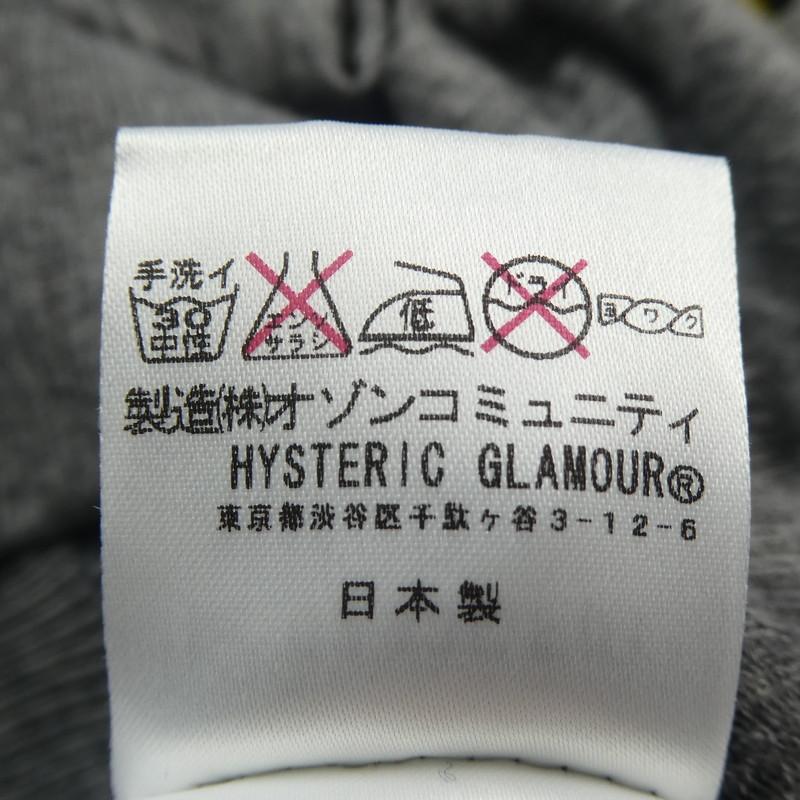 手洗イ
30
中性
エンソ
サラシ
低
ドライ
ヨワク
製造(株)オゾンコミュニティ
HYSTERIC GLAMOUR®
東京都渋谷区千駄ヶ谷3-12-6
日本製